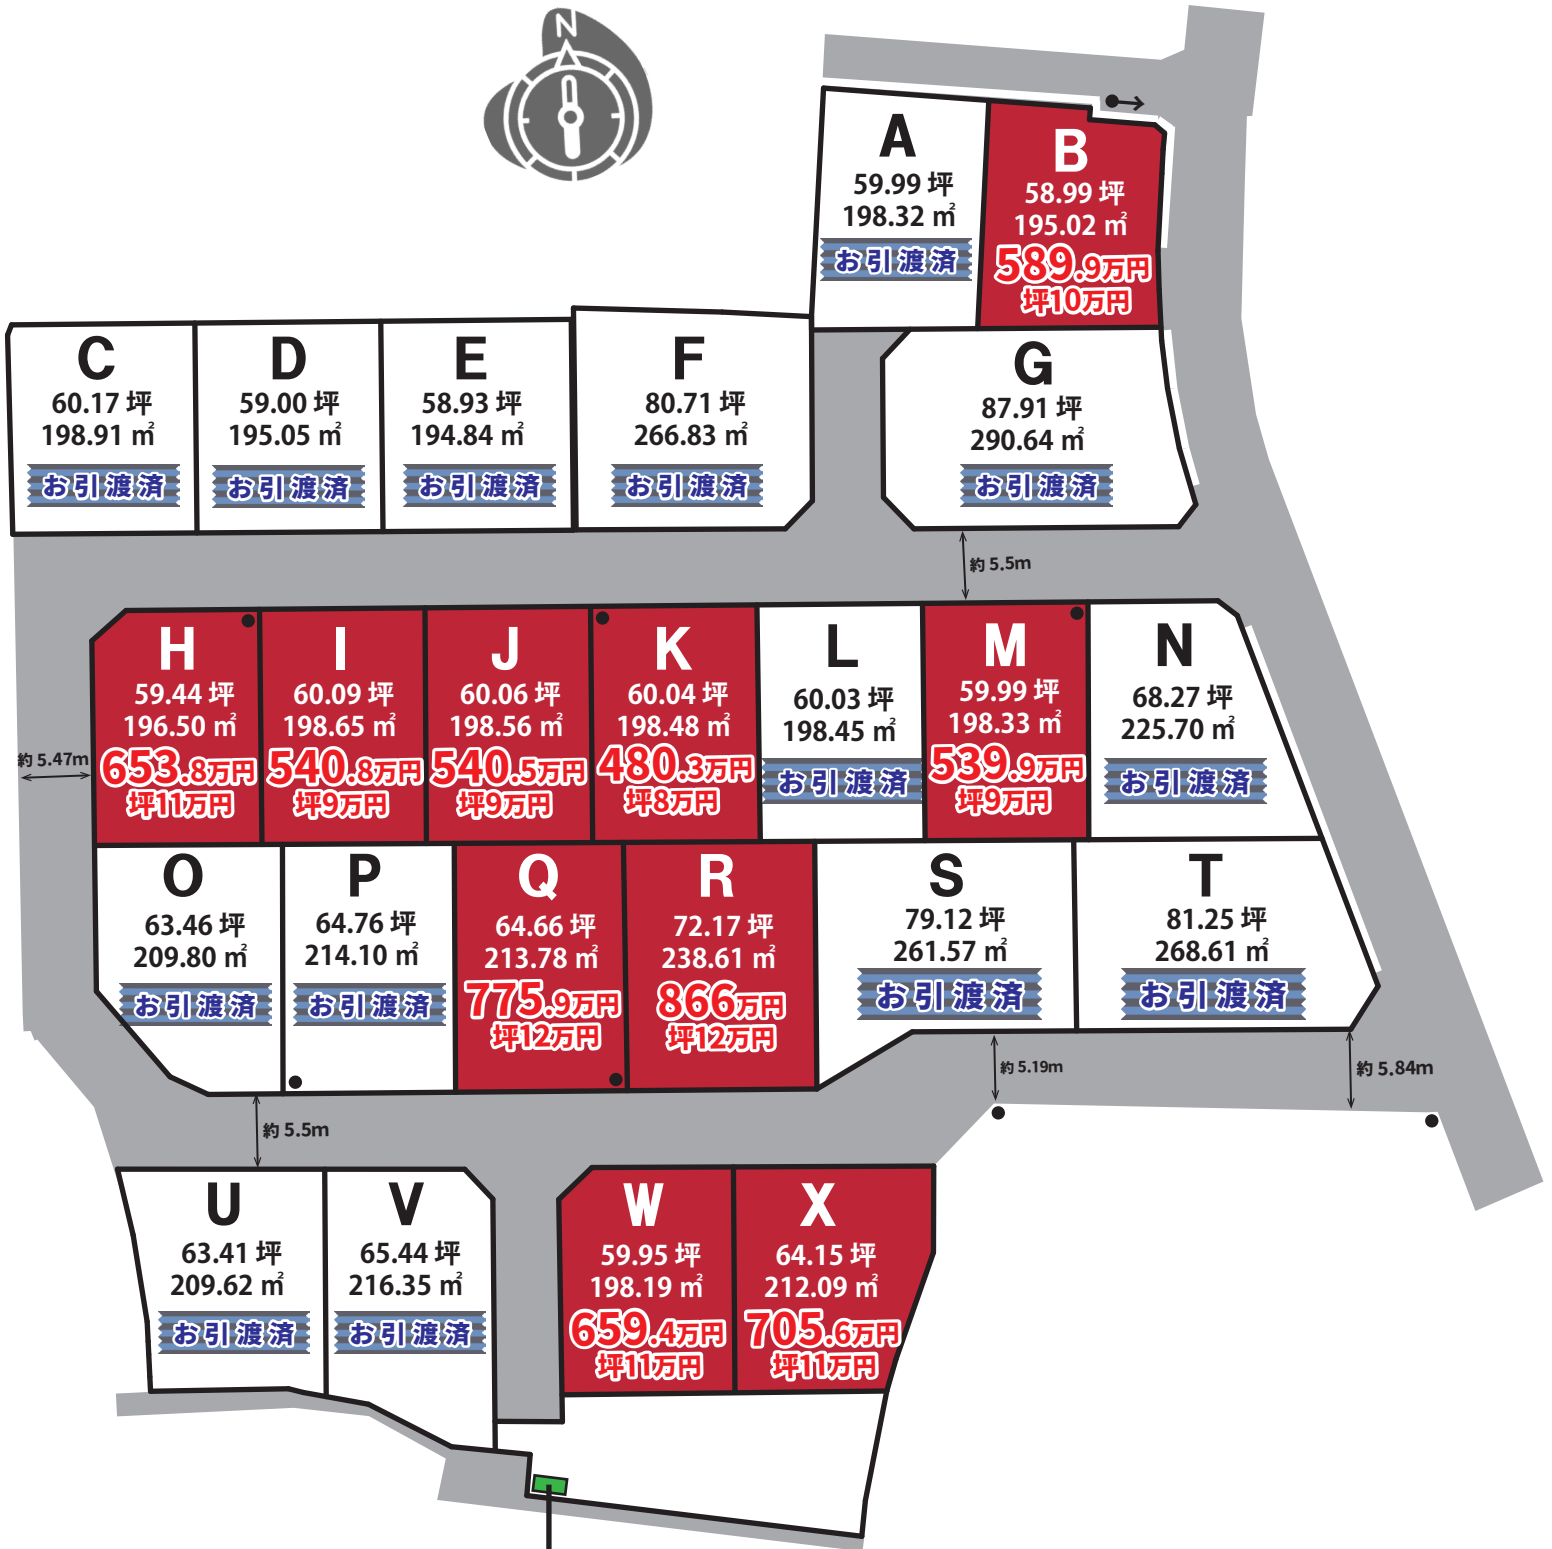 N
A
59.99 坪
198.32 ㎡
お引渡済
B
58.99 坪
195.02 ㎡
589.9万円
坪10万円
C
60.17 坪
198.91 ㎡
お引渡済
D
59.00 坪
195.05 ㎡
お引渡済
E
58.93 坪
194.84 ㎡
お引渡済
F
80.71 坪
266.83 ㎡
お引渡済
G
87.91 坪
290.64 ㎡
お引渡済
約 5.5m
H
59.44 坪
196.50 ㎡
653.8万円
坪11万円
I
60.09 坪
198.65 ㎡
540.8万円
坪9万円
J
60.06 坪
198.56 ㎡
540.5万円
坪9万円
K
60.04 坪
198.48 ㎡
480.3万円
坪8万円
L
60.03 坪
198.45 ㎡
お引渡済
M
59.99 坪
198.33 ㎡
539.9万円
坪9万円
N
68.27 坪
225.70 ㎡
お引渡済
約 5.47m
O
63.46 坪
209.80 ㎡
お引渡済
P
64.76 坪
214.10 ㎡
お引渡済
Q
64.66 坪
213.78 ㎡
775.9万円
坪12万円
R
72.17 坪
238.61 ㎡
866万円
坪12万円
S
79.12 坪
261.57 ㎡
お引渡済
T
81.25 坪
268.61 ㎡
お引渡済
約 5.19m
約 5.84m
約 5.5m
U
63.41 坪
209.62 ㎡
お引渡済
V
65.44 坪
216.35 ㎡
お引渡済
W
59.95 坪
198.19 ㎡
659.4万円
坪11万円
X
64.15 坪
212.09 ㎡
705.6万円
坪11万円